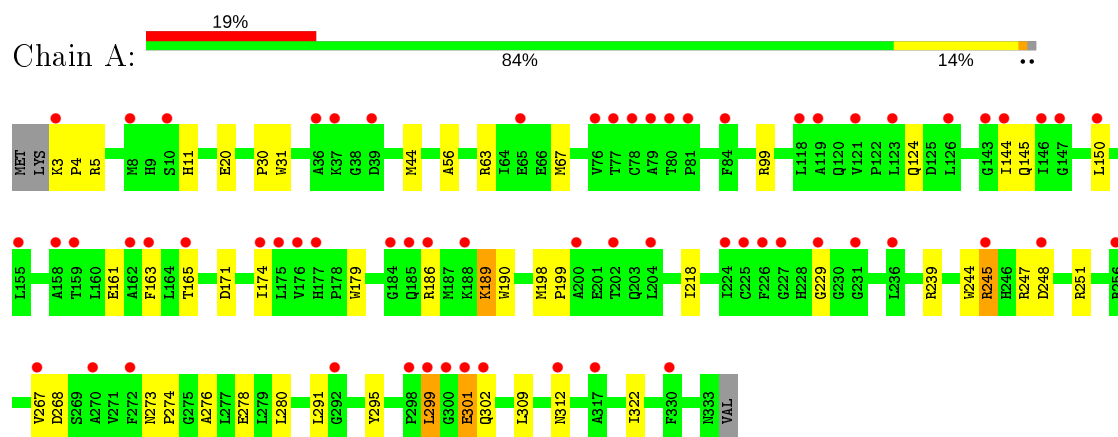 19%
Chain A:
84%
14%
MET LYS K3 P4 R5 M8 H9 S10 H11 E20 P30 W31 A36 K37 G38 D39 M44 A56 R63 I64 E65 E66 M67 V76 T77 C78 A79 T80 P81 F84 R99 L118 A119 Q120 V121 P122 L123 Q124 D125 L126 G143 I144 Q145 I146 G147 L150
L155 A158 T159 L160 E161 A162 F163 L164 T165 D171 I174 L175 V176 H177 P178 W179 G184 Q185 R186 M187 K188 K189 W190 M198 P199 A200 E201 T202 Q203 L204 I218 I224 C225 F226 G227 H228 G229 G230 G231 L236 R239 W244 R245 H246 R247 D248 R251
V267 D268 S269 A270 V271 F272 N273 P274 G275 A276 L277 E278 L279 L280 L291 G292 Y295 P298 L299 G300 E301 Q302 L309 N312 A317 I322 F330 N333 VAL